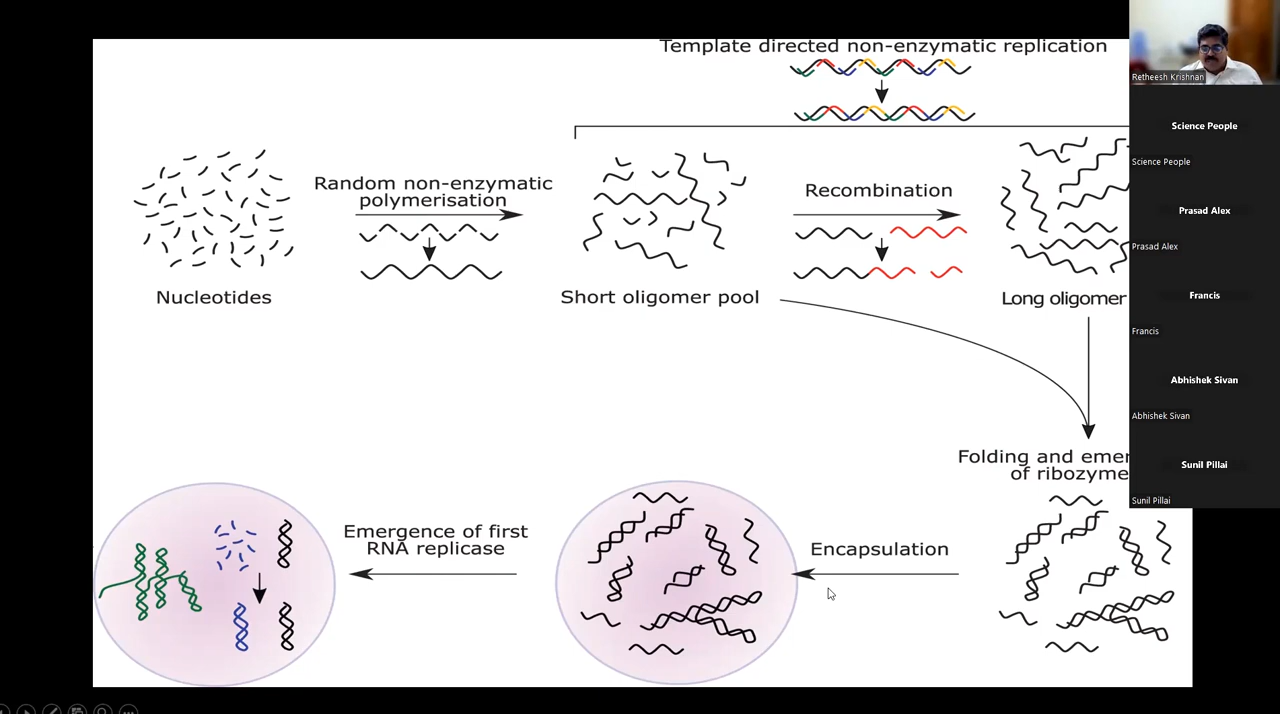 Template directed non-enzymatic replication
Random non-enzymatic
polymerisation
Recombination
Nucleotides
Short oligomer pool
Long oligomer
Folding and emer
of ribozyme
Emergence of first
RNA replicase
Encapsulation
Retheesh Krishnan
Science People
Science People
Prasad Alex
Prasad Alex
Francis
Francis
Abhishek Sivan
Abhishek Sivan
Sunil Pillai
Sunil Pillai